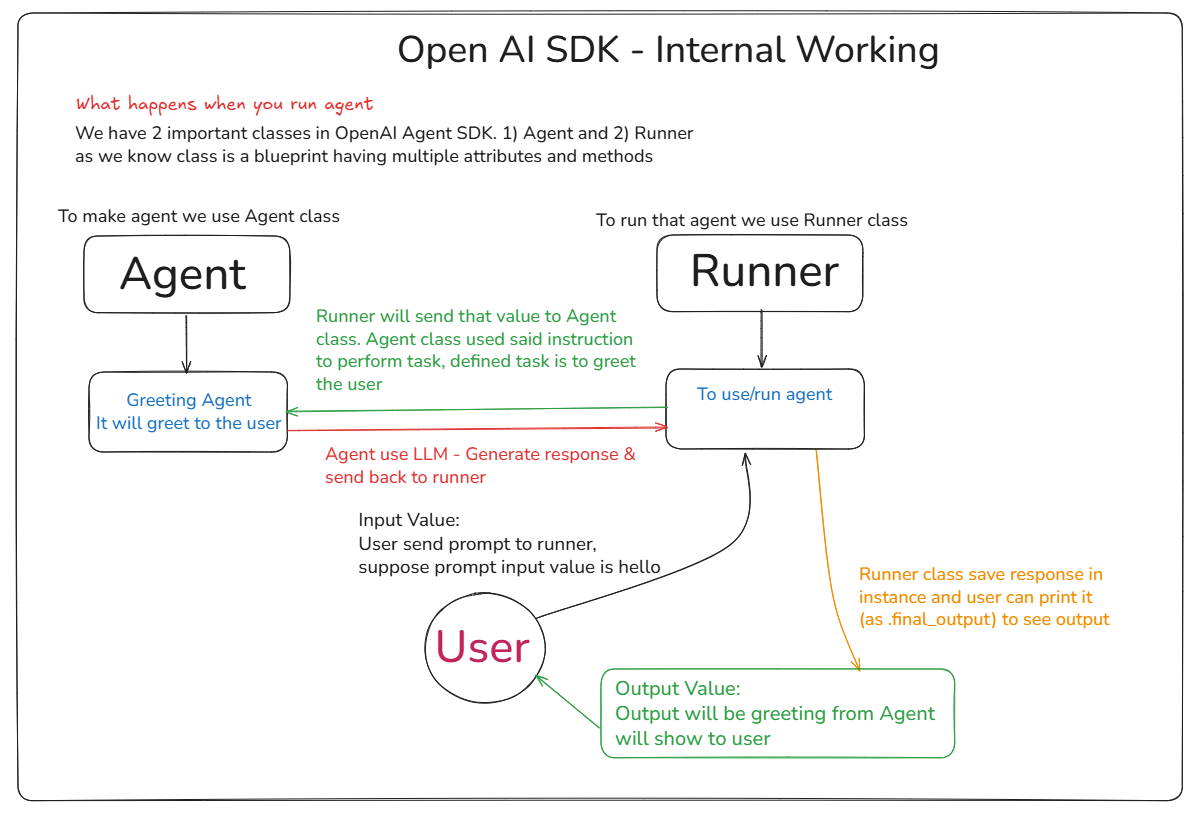 Open AI SDK - Internal Working
What happens when you run agent
We have 2 important classes in OpenAI Agent SDK. 1) Agent and 2) Runner
as we know class is a blueprint having multiple attributes and methods
To make agent we use Agent class
To run that agent we use Runner class
Agent
Runner
Runner will send that value to Agent
class. Agent class used said instruction
to perform task, defined task is to greet
the user
Greeting Agent
It will greet to the user
To use/run agent
Agent use LLM - Generate response &
send back to runner
Input Value:
User send prompt to runner,
suppose prompt input value is hello
Runner class save response in
instance and user can print it
(as .final_output) to see output
User
Output Value:
Output will be greeting from Agent
will show to user